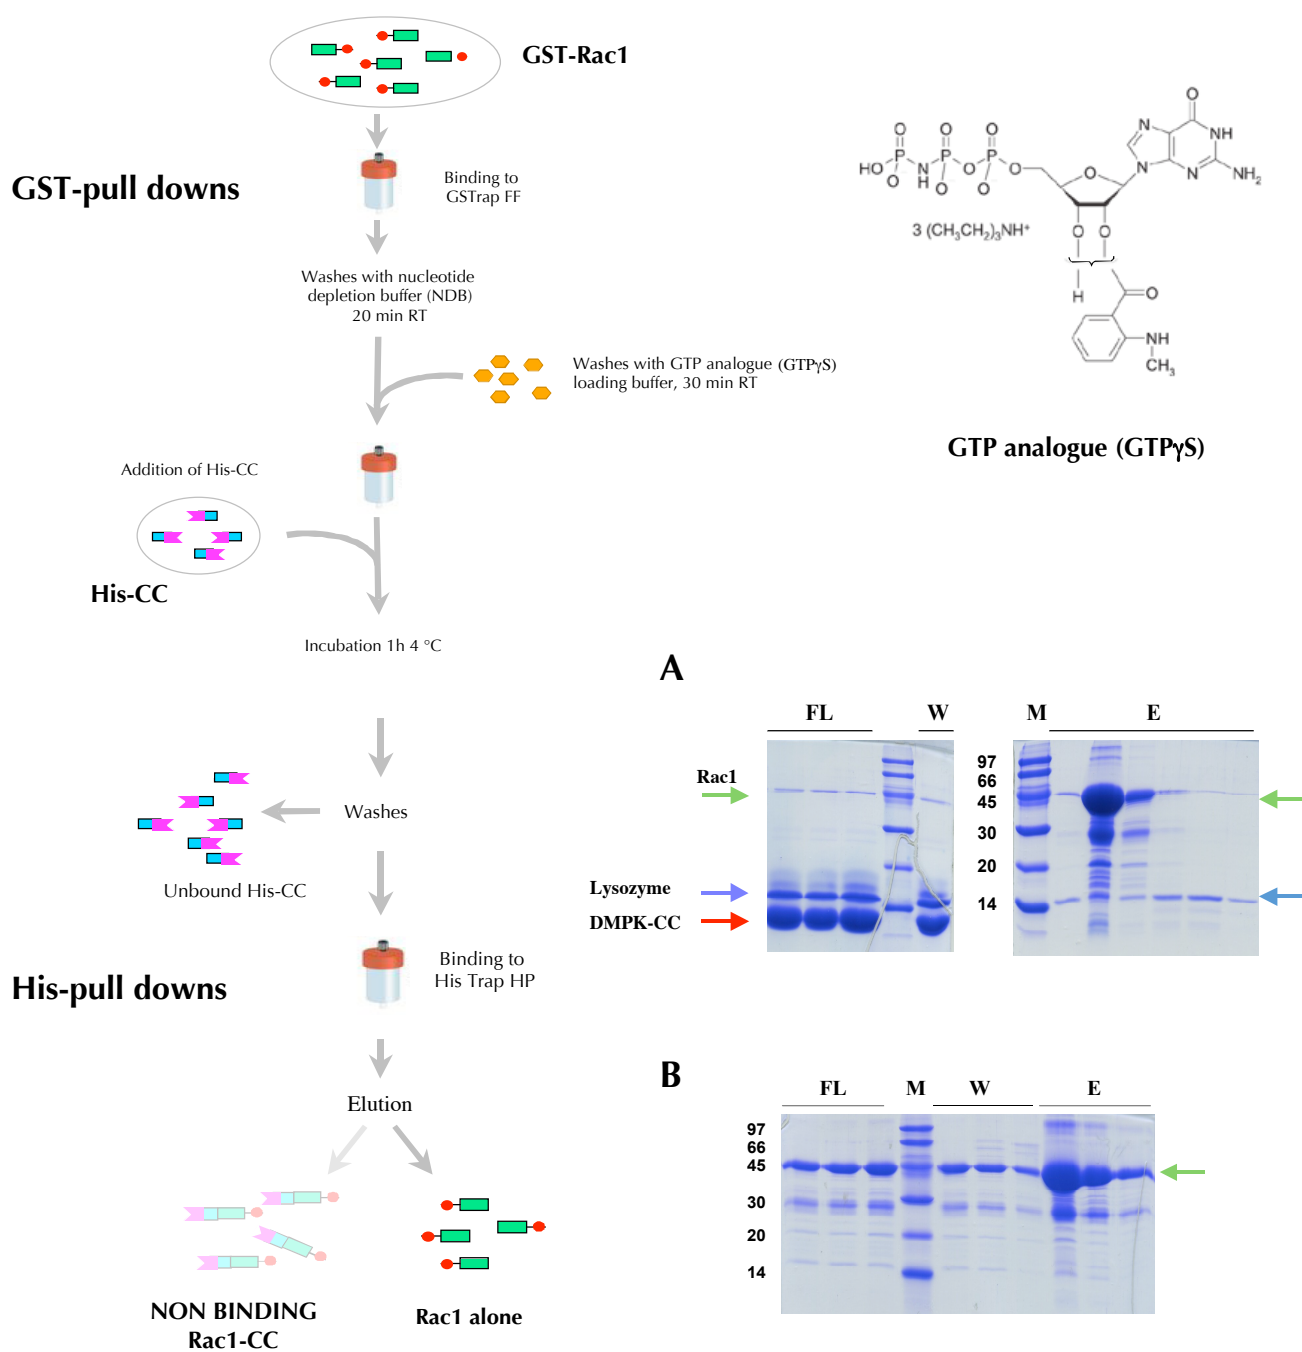 GST-Rac1
GST-pull downs
Binding to
GSTrap FF
Washes with nucleotide
depletion buffer (NDB)
20 min RT
Washes with GTP analogue (GTPγS)
loading buffer, 30 min RT
O O O O
HO P N H P O P O
O⁻ O⁻ O⁻
N NH
N N NH₂
O
3 (CH₃CH₂)₃NH⁺
O O
H O
NH
CH₃
GTP analogue (GTPγS)
Addition of His-CC
His-CC
Incubation 1h 4 °C
Washes
Unbound His-CC
His-pull downs
Binding to
His Trap HP
Elution
NON BINDING
Rac1-CC
Rac1 alone
A
FL W M E
Rac1
Lysozyme
DMPK-CC
97
66
45
30
20
14
B
FL M W E
97
66
45
30
20
14